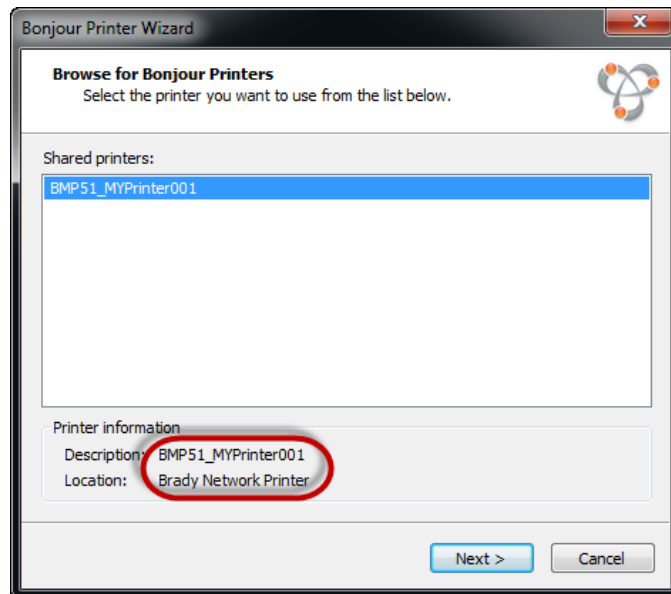 Bonjour Printer Wizard
Browse for Bonjour Printers
Select the printer you want to use from the list below.
Shared printers:
BMP51_MYPrinter001
Printer information
Description: BMP51_MYPrinter001
Location: Brady Network Printer
Next > Cancel